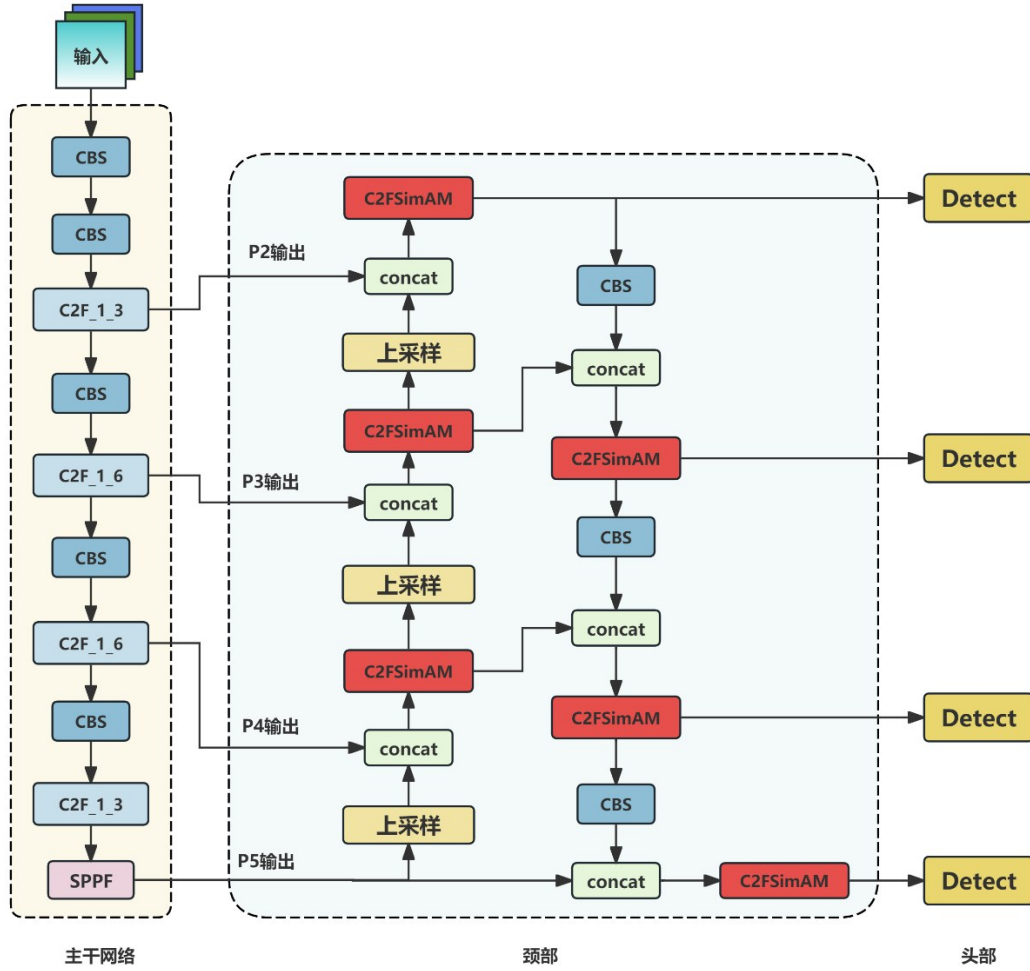 输入
CBS
CBS
C2F_1_3
CBS
C2F_1_6
CBS
C2F_1_6
CBS
C2F_1_3
SPPF
主干网络
P2输出
P3输出
P4输出
P5输出
C2FSimAM
concat
上采样
C2FSimAM
concat
上采样
C2FSimAM
concat
上采样
CBS
concat
C2FSimAM
CBS
concat
C2FSimAM
CBS
concat
C2FSimAM
颈部
Detect
Detect
Detect
Detect
头部